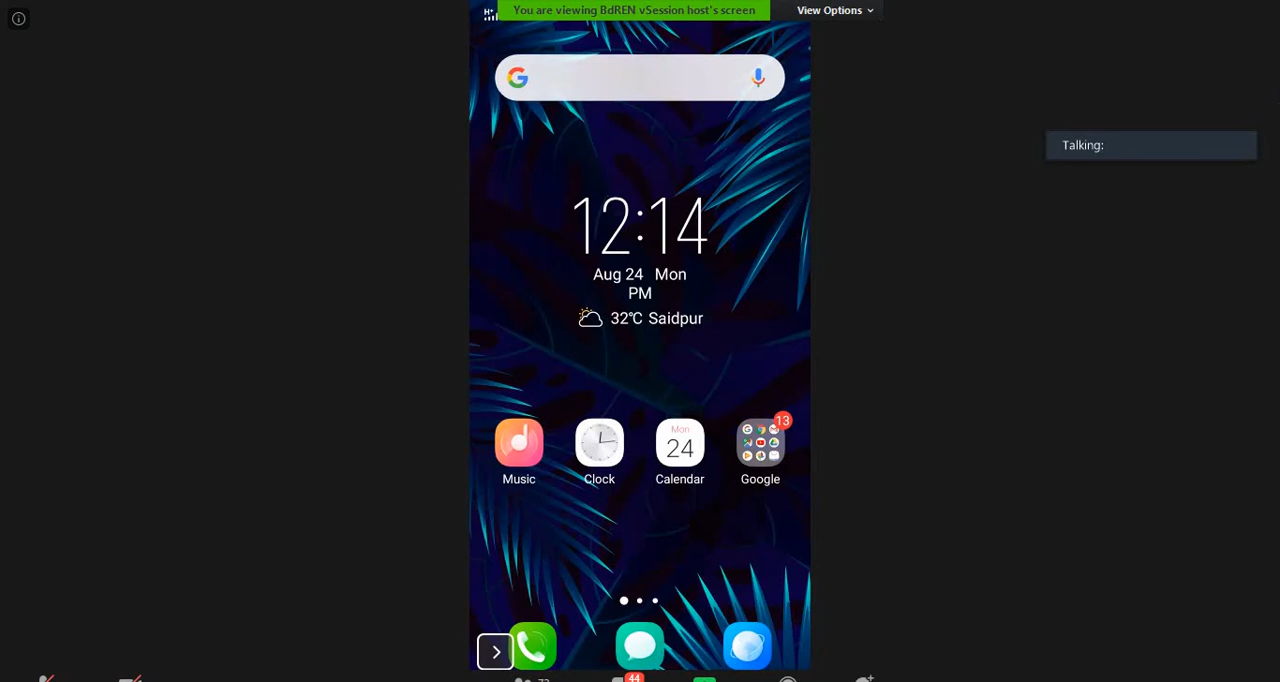 You are viewing BdREN vSession host's screen
View Options
H+
Talking:
12:14
Aug 24 Mon
PM
32℃ Saidpur
13
Mon
24
Music
Clock
Calendar
Google
44